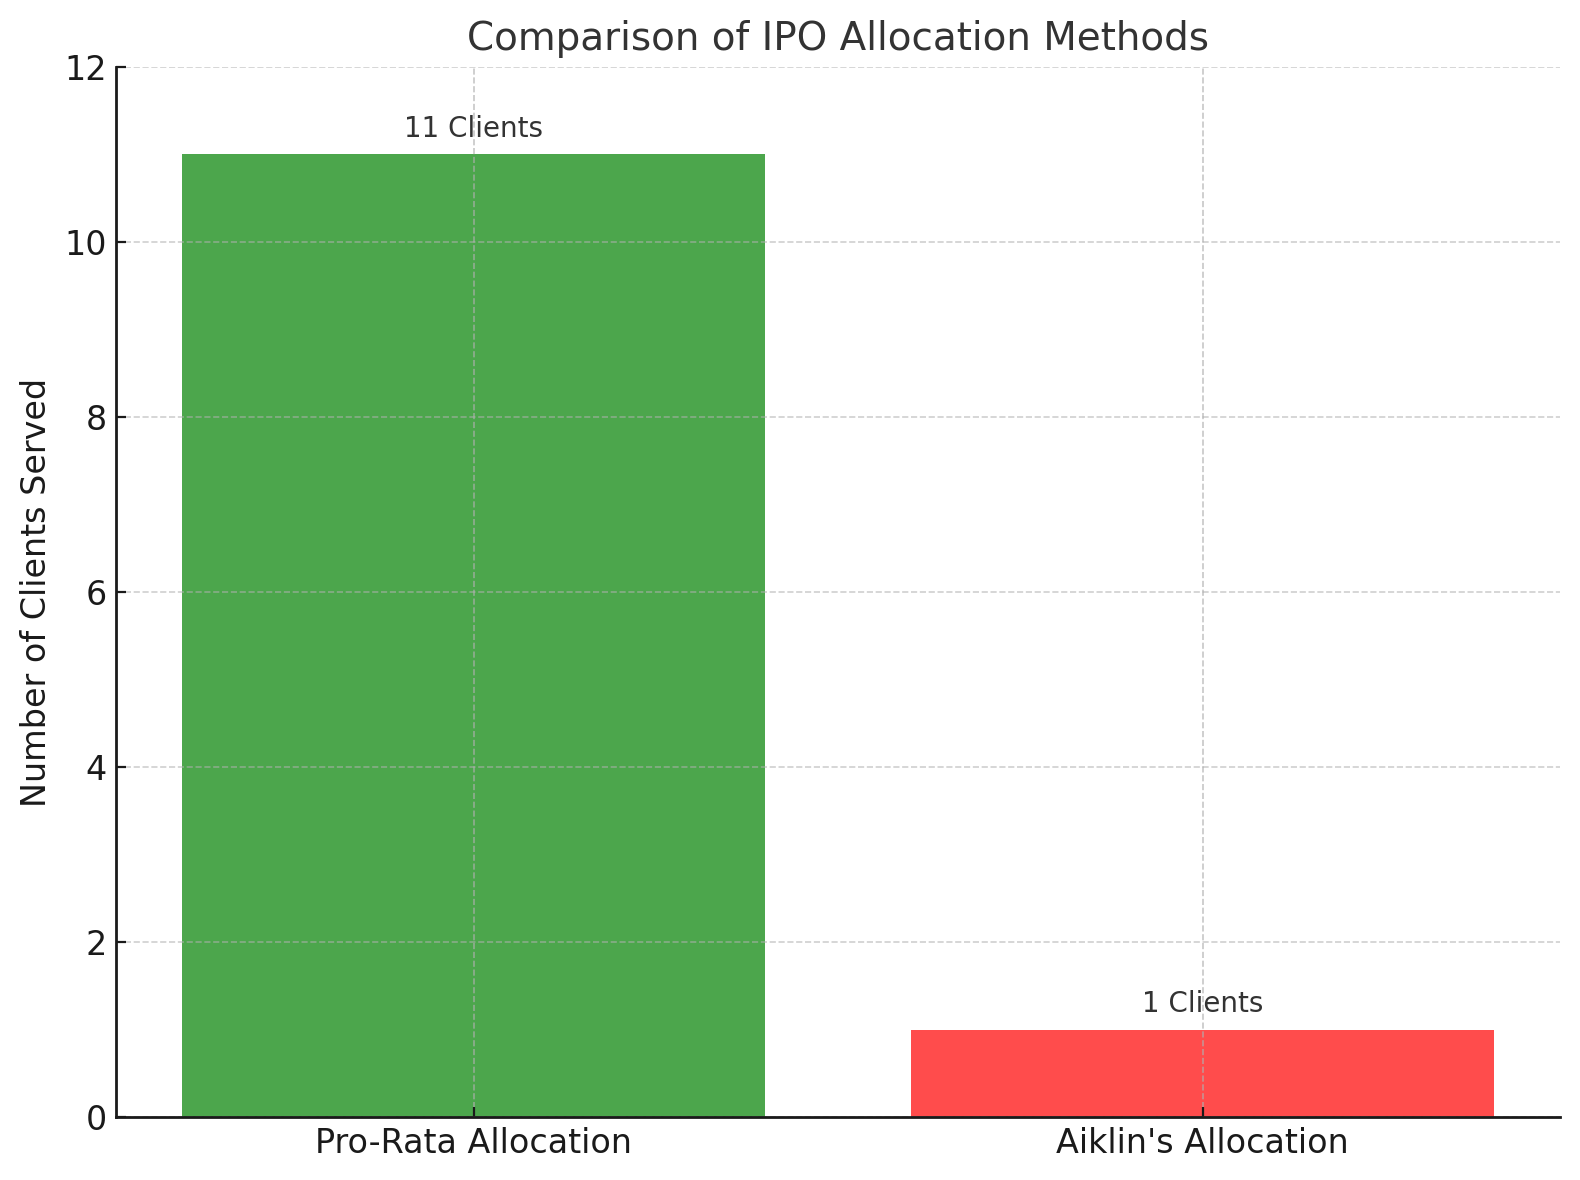 Comparison of IPO Allocation Methods
Number of Clients Served
12
10
8
6
4
2
0
11 Clients
1 Clients
Pro-Rata Allocation
Aiklin's Allocation